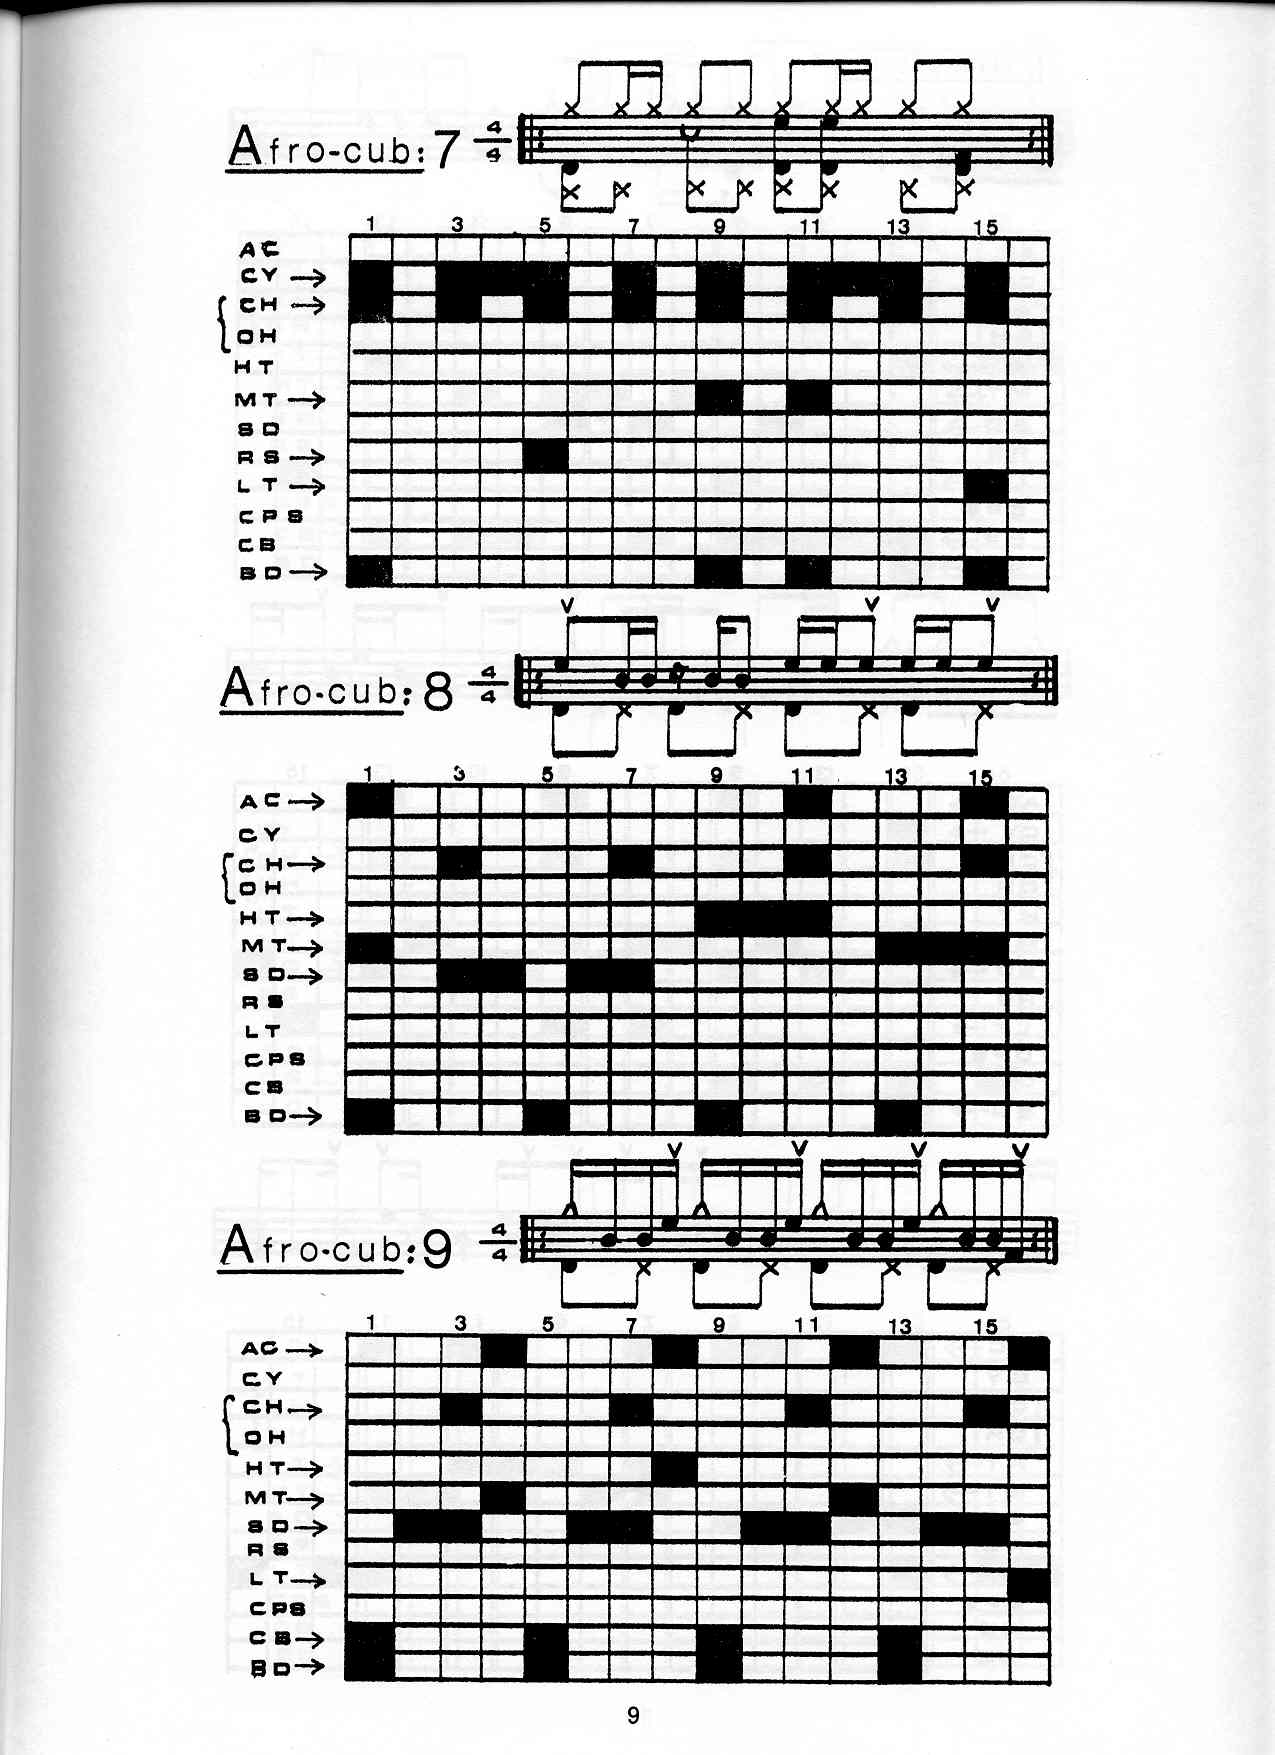 Afro-cub: 7 4/4
1 3 5 7 9 11 13 15
AC
CY →
CH →
OH
HT
MT →
SD
RS →
LT →
CPS
CB
BD →
Afro-cub: 8 4/4
1 3 5 7 9 11 13 15
AC →
CY
CH →
OH
HT →
MT →
SD →
RS
LT
CPS
CB
BD →
Afro-cub: 9 4/4
1 3 5 7 9 11 13 15
AC →
CY
CH →
OH
HT →
MT →
SD →
RS
LT →
CPS
CB →
BD →
9